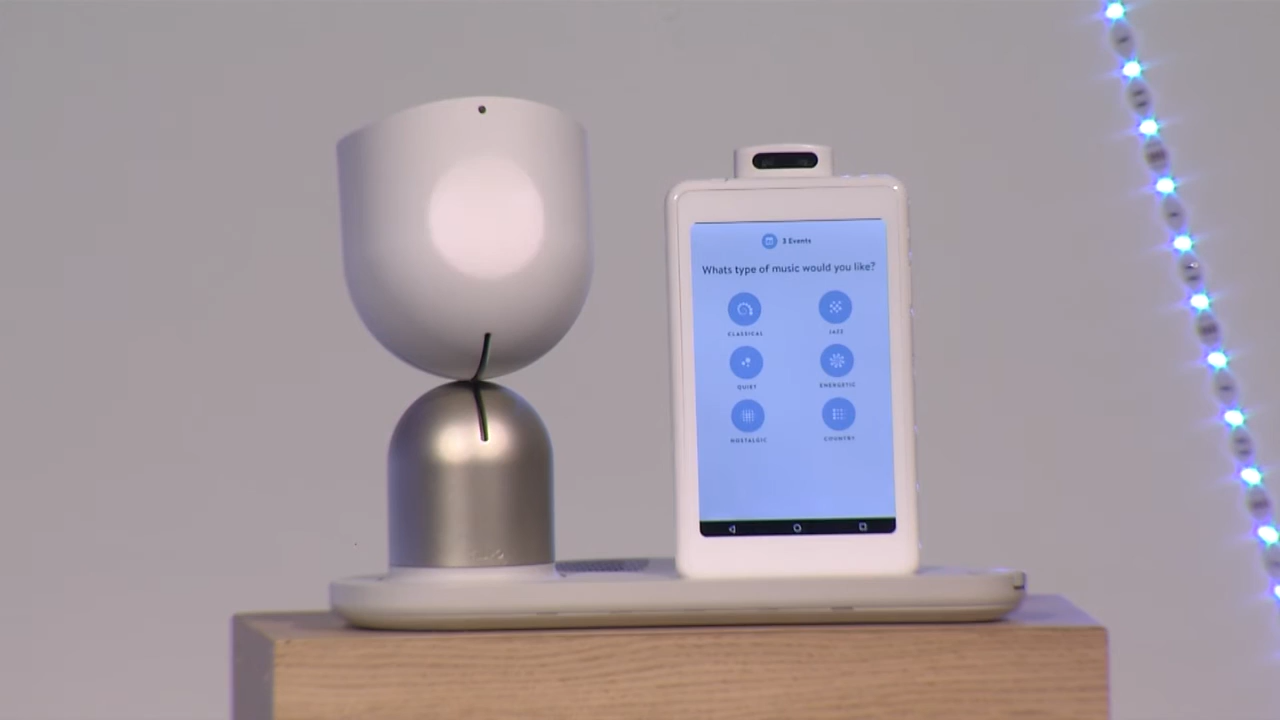 3 Events
Whats type of music would you like?
CLASSICAL
JAZZ
QUIET
ENERGETIC
NOSTALGIC
COUNTRY